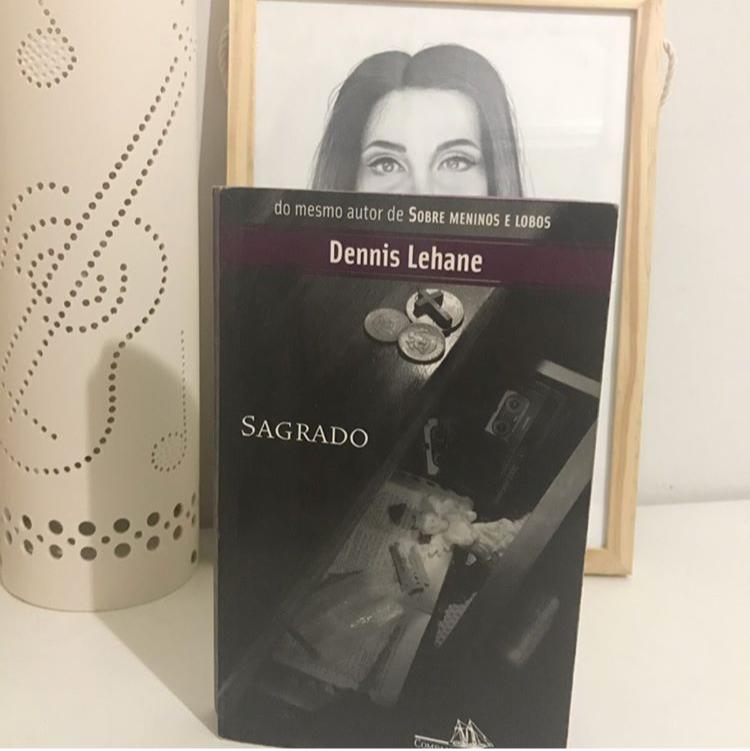 do mesmo autor de SOBRE MENINOS E LOBOS
Dennis Lehane
SAGRADO